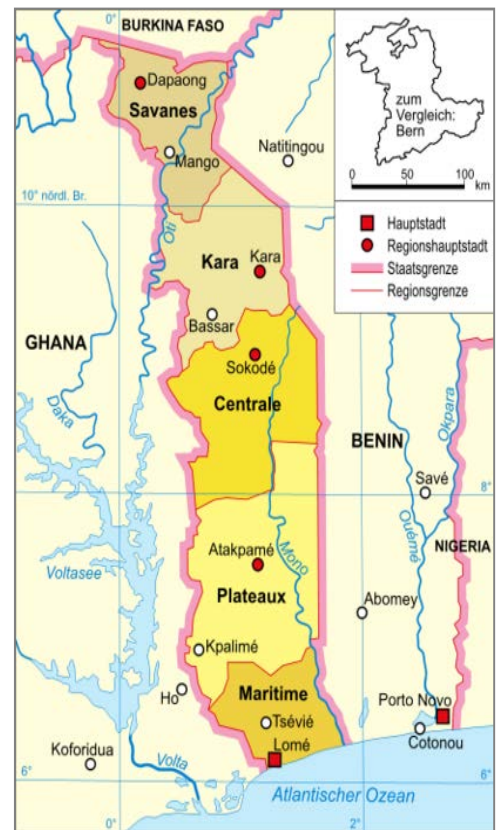 0°
BURKINA FASO
Dapaong
Savanes
Mango
Natitingou
zum
Vergleich:
Bern
0 50 100
km
10° nördl. Br.
Hauptstadt
Regionshauptstadt
Staatsgrenze
Regionsgrenze
Oti
Kara
Kara
Bassar
GHANA
Sokodé
Daka
Centrale
BENIN
Okpara
Savé
8°
Ouémé
NIGERIA
Mono
Atakpamé
Voltasee
Plateaux
Abomey
Kpalimé
Ho
Maritime
Porto Novo
Tsévié
Cotonou
Koforidua
Volta
Lomé
6°
Atlantischer Ozean
0°
2°